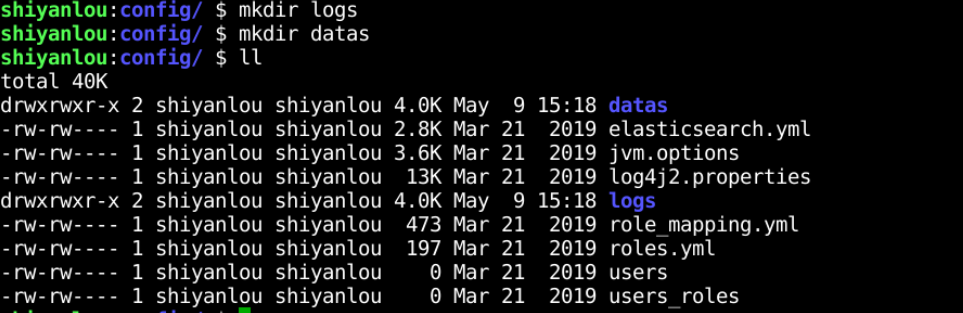 shiyanlou:config/ $ mkdir logs
shiyanlou:config/ $ mkdir datas
shiyanlou:config/ $ ll
total 40K
drwxrwxr-x 2 shiyanlou shiyanlou 4.0K May  9 15:18 datas
-rw-rw---- 1 shiyanlou shiyanlou 2.8K Mar 21  2019 elasticsearch.yml
-rw-rw---- 1 shiyanlou shiyanlou 3.6K Mar 21  2019 jvm.options
-rw-rw---- 1 shiyanlou shiyanlou  13K Mar 21  2019 log4j2.properties
drwxrwxr-x 2 shiyanlou shiyanlou 4.0K May  9 15:18 logs
-rw-rw---- 1 shiyanlou shiyanlou  473 Mar 21  2019 role_mapping.yml
-rw-rw---- 1 shiyanlou shiyanlou  197 Mar 21  2019 roles.yml
-rw-rw---- 1 shiyanlou shiyanlou    0 Mar 21  2019 users
-rw-rw---- 1 shiyanlou shiyanlou    0 Mar 21  2019 users_roles